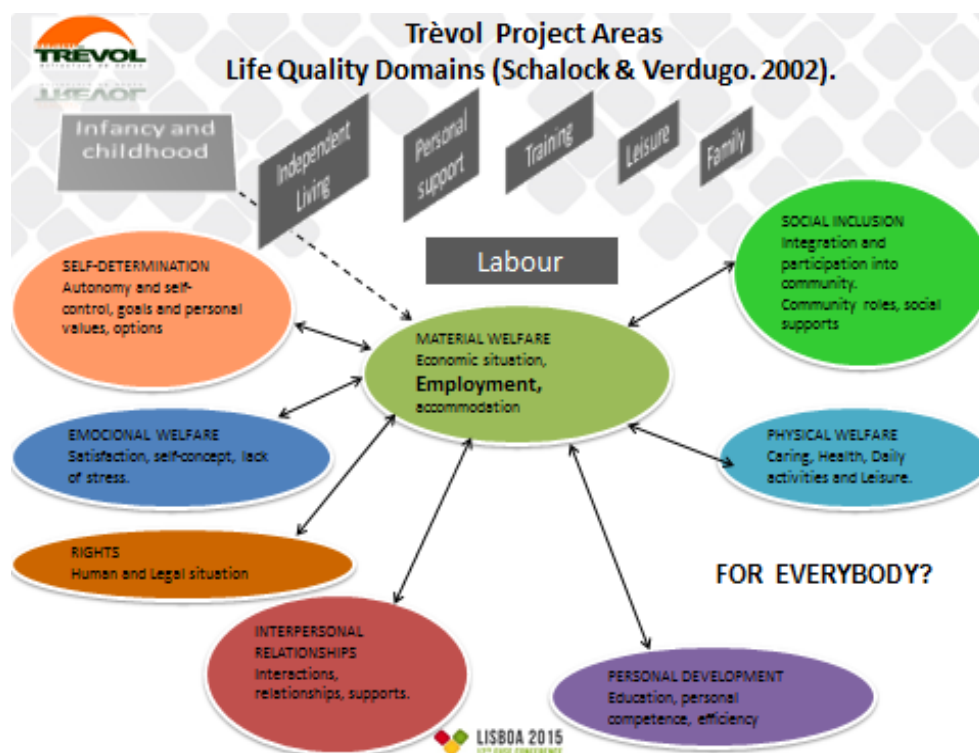 TRÈVOL
Trèvol Project Areas
Life Quality Domains (Schalock & Verdugo. 2002).
Infancy and
childhood
Independent
Living
Personal
support
Training
Leisure
Family
Labour
SELF-DETERMINATION
Autonomy and self-
control, goals and personal
values, options
SOCIAL INCLUSION
Integration and
participation into
community.
Community roles, social
supports
MATERIAL WELFARE
Economic situation,
Employment,
accommodation
EMOCIONAL WELFARE
Satisfaction, self-concept, lack
of stress.
PHYSICAL WELFARE
Caring, Health, Daily
activities and Leisure.
RIGHTS
Human and Legal situation
FOR EVERYBODY?
INTERPERSONAL
RELATIONSHIPS
Interactions,
relationships, supports.
PERSONAL DEVELOPMENT
Education, personal
competence, efficiency
LISBOA 2015
CONFERENCE